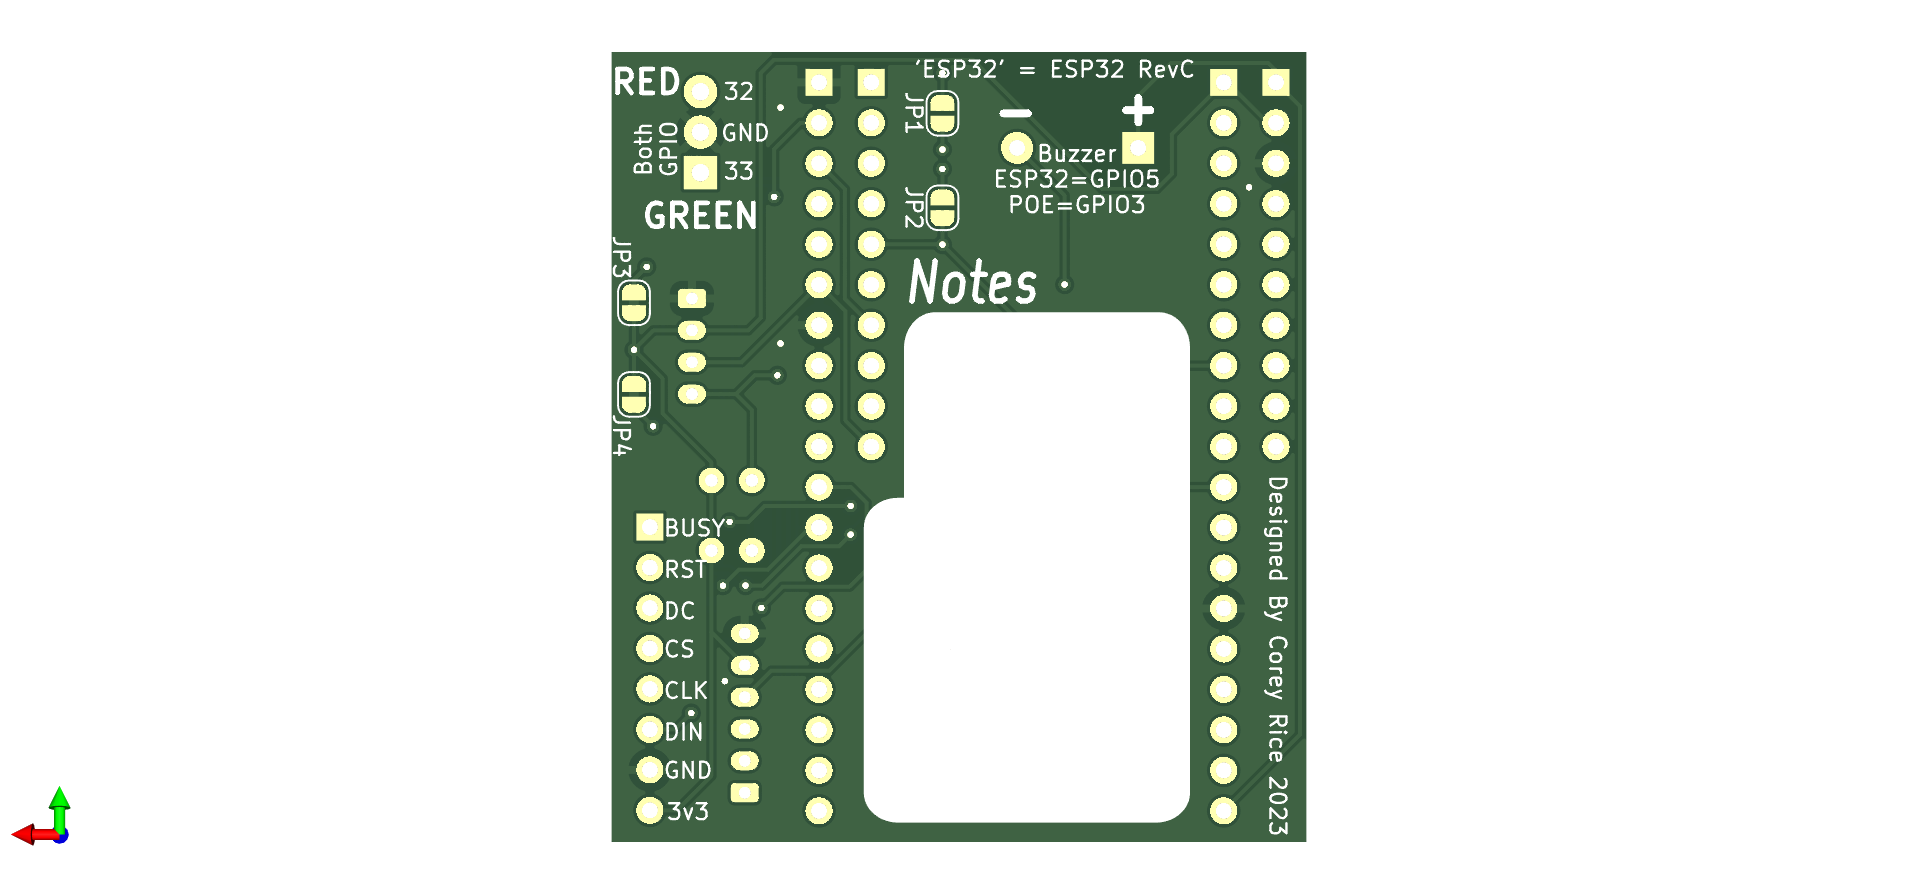 'ESP32' = ESP32 RevC
RED
32
Both
GPIO
GND
33
GREEN
JP1
JP2
Buzzer
ESP32=GPIO5
POE=GPIO3
JP3
JP4
Notes
BUSY
RST
DC
CS
CLK
DIN
GND
3v3
Designed By Corey Rice 2023